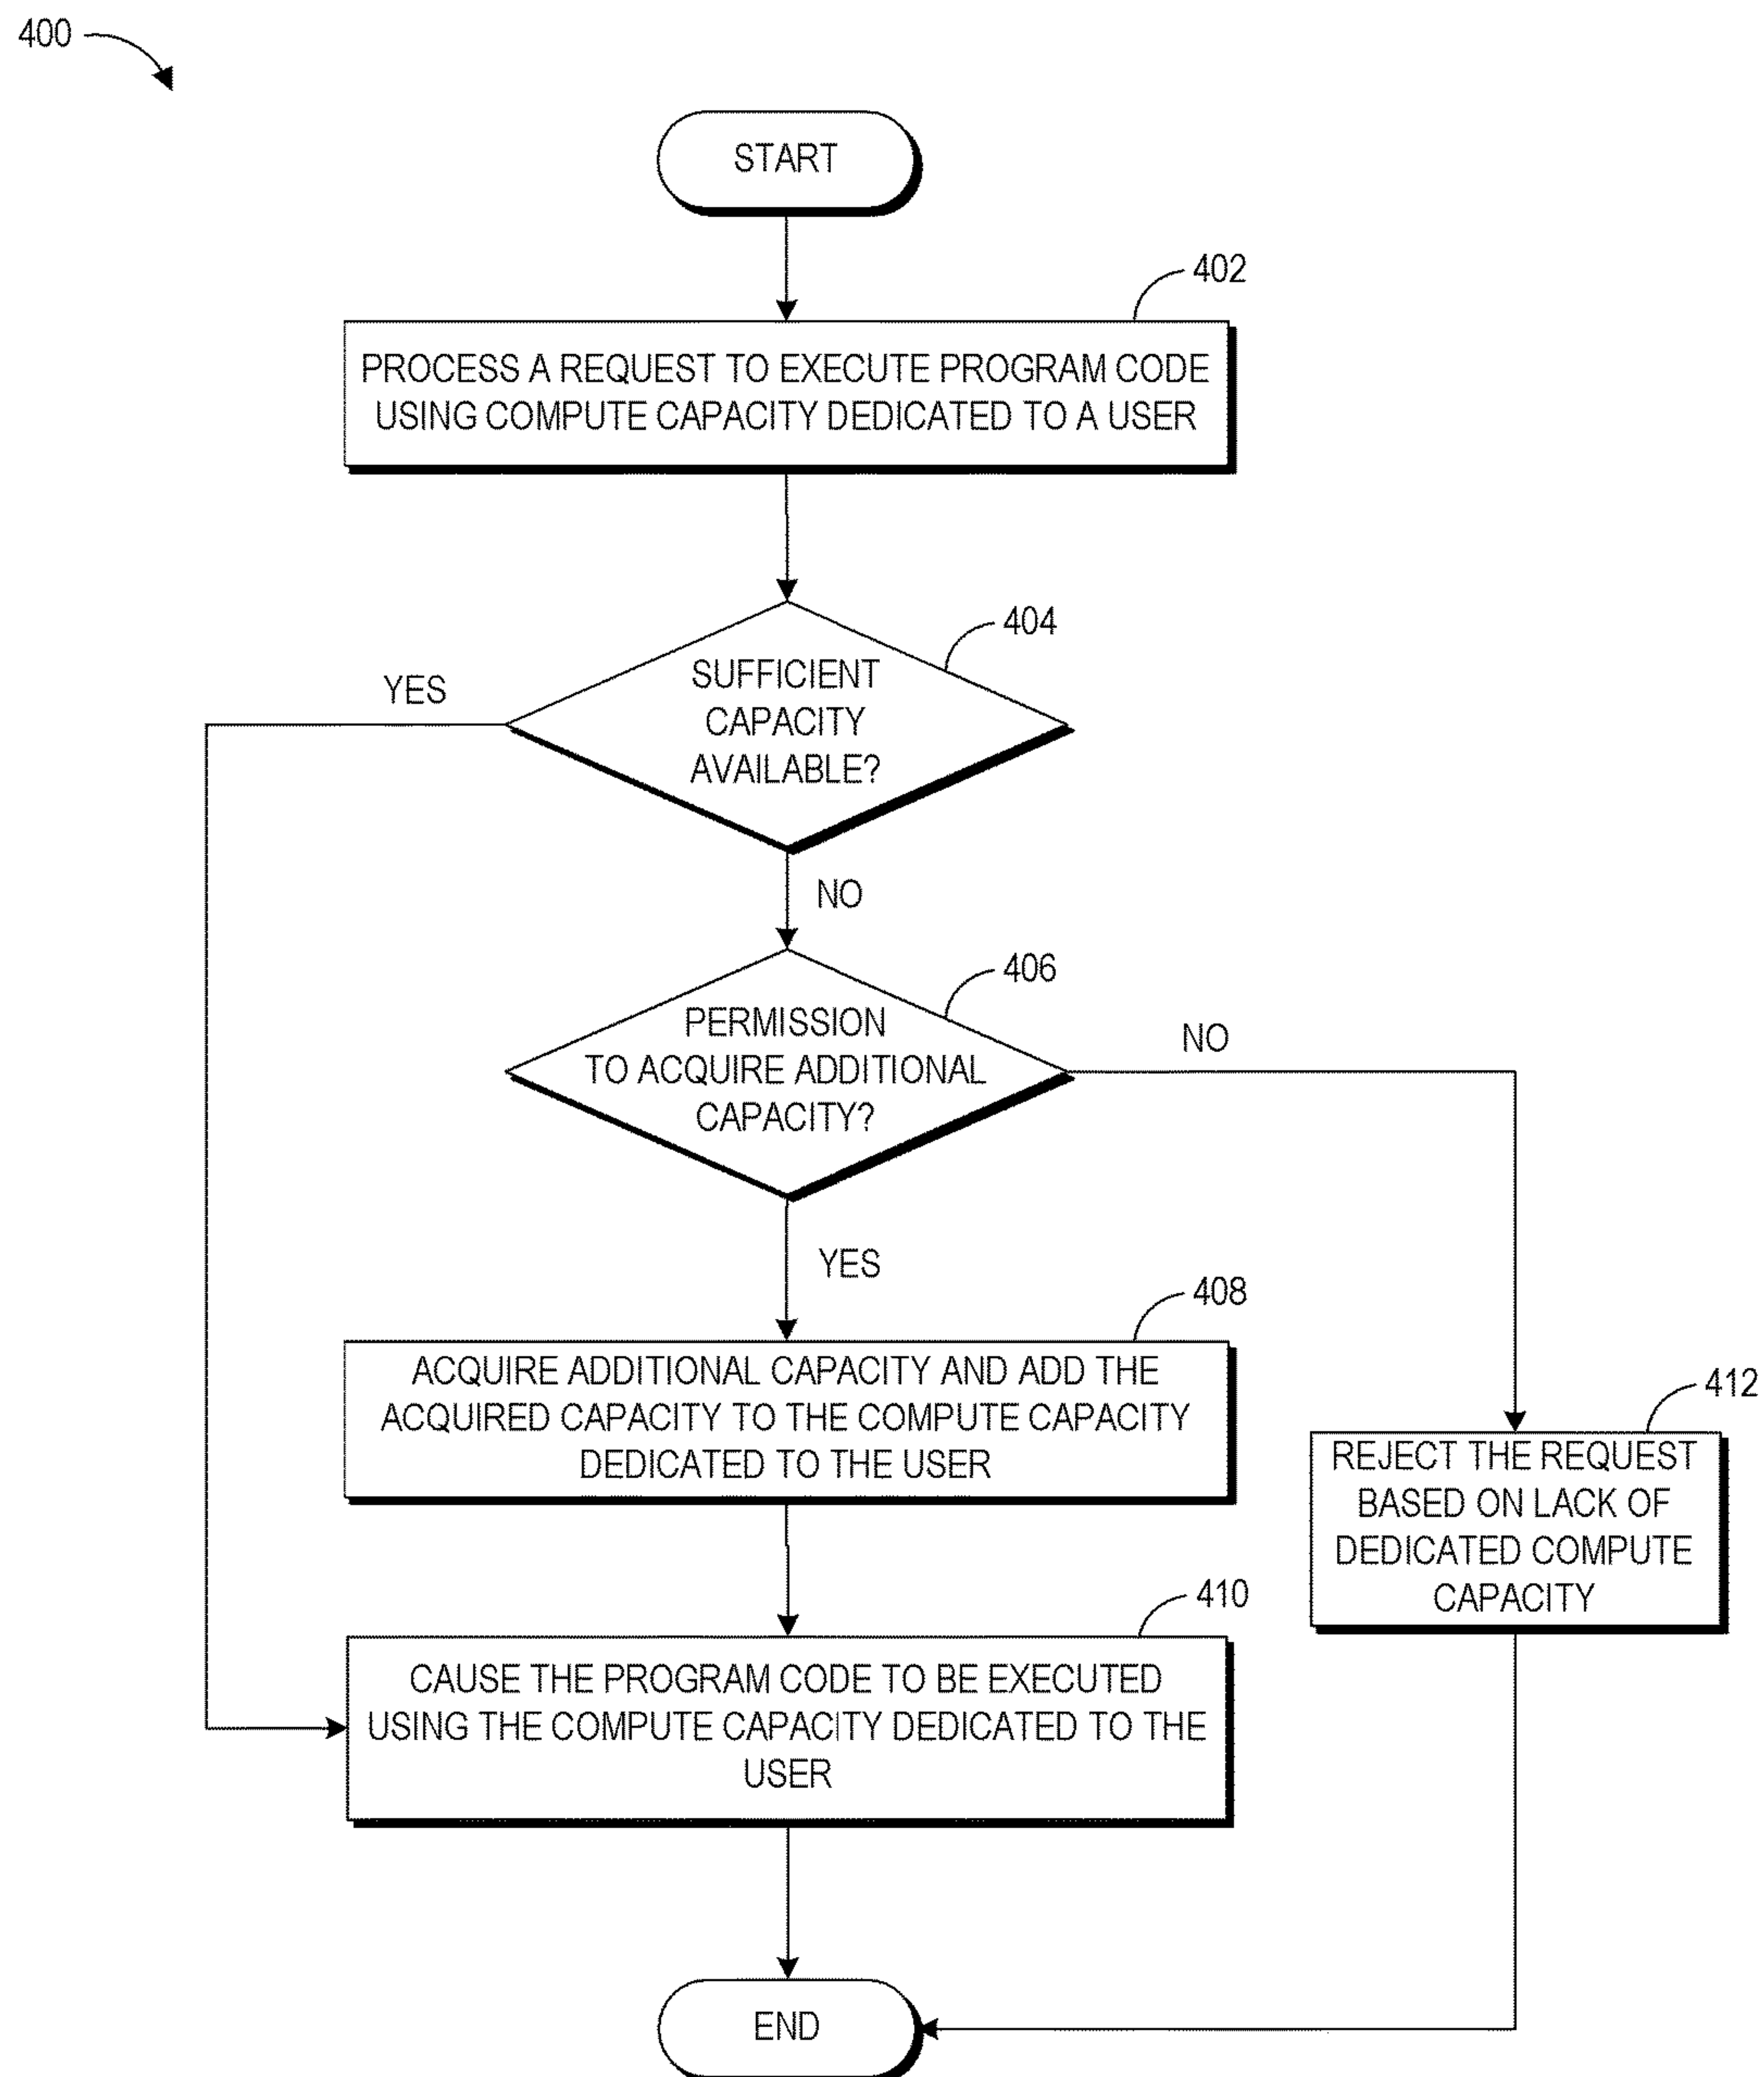 400
START
402
PROCESS A REQUEST TO EXECUTE PROGRAM CODE
USING COMPUTE CAPACITY DEDICATED TO A USER
404
SUFFICIENT
CAPACITY
AVAILABLE?
YES
NO
406
PERMISSION
TO ACQUIRE ADDITIONAL
CAPACITY?
NO
YES
408
ACQUIRE ADDITIONAL CAPACITY AND ADD THE
ACQUIRED CAPACITY TO THE COMPUTE CAPACITY
DEDICATED TO THE USER
412
REJECT THE REQUEST
BASED ON LACK OF
DEDICATED COMPUTE
CAPACITY
410
CAUSE THE PROGRAM CODE TO BE EXECUTED
USING THE COMPUTE CAPACITY DEDICATED TO THE
USER
END